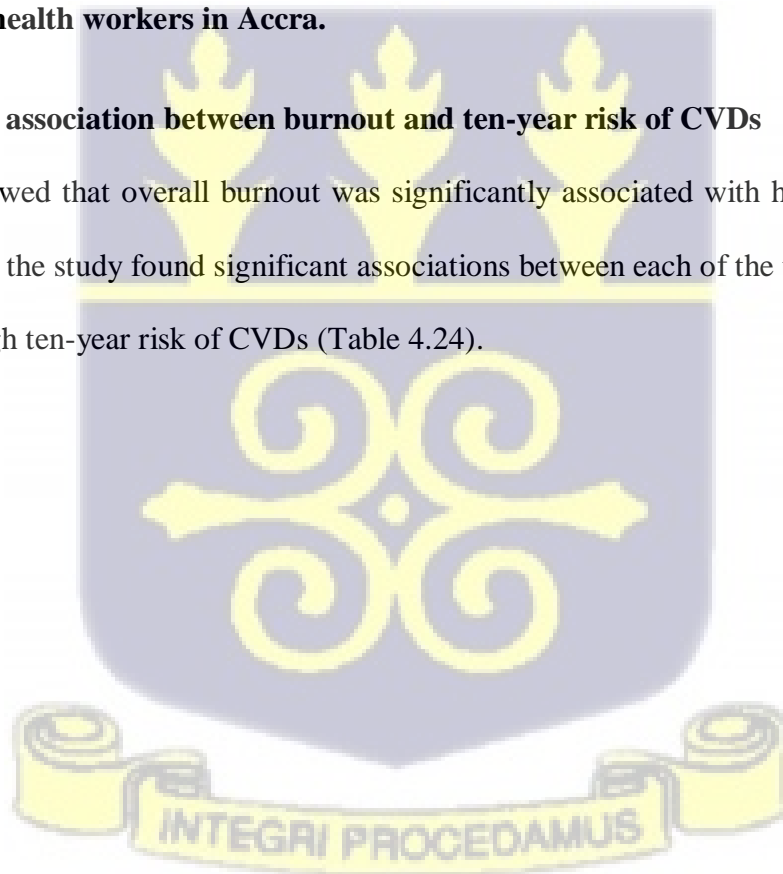 health workers in Accra.
association between burnout and ten-year risk of CVDs
wed that overall burnout was significantly associated with h
the study found significant associations between each of the
gh ten-year risk of CVDs (Table 4.24).
INTEGRI PROCEDAMUS